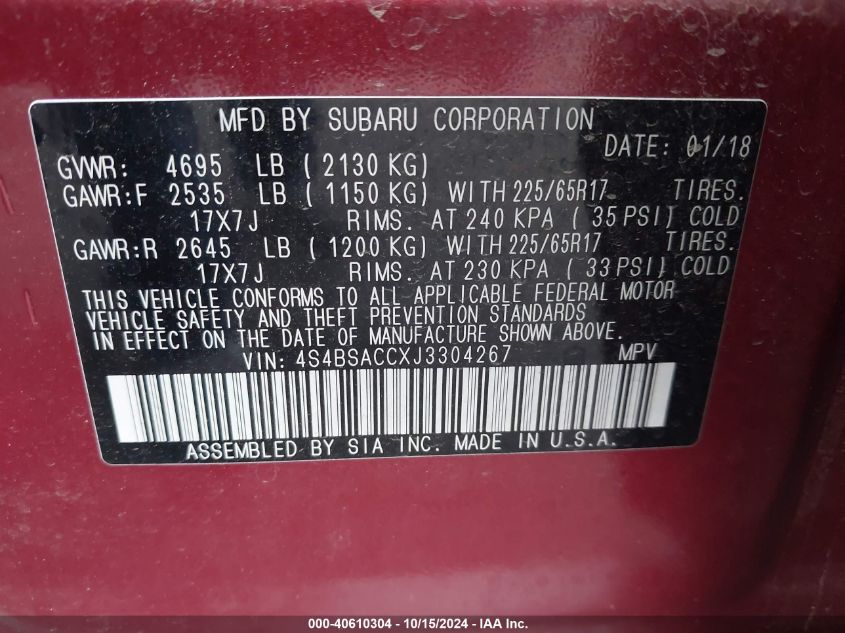 MFD BY SUBARU CORPORATION
DATE: 01/18
GVWR: 4695 LB (2130 KG)
GAWR:F 2535 LB (1150 KG) WITH 225/65R17 TIRES.
17X7J RIMS. AT 240 KPA (35 PSI) COLD
GAWR:R 2645 LB (1200 KG) WITH 225/65R17 TIRES.
17X7J RIMS. AT 230 KPA (33 PSI) COLD
THIS VEHICLE CONFORMS TO ALL APPLICABLE FEDERAL MOTOR
VEHICLE SAFETY AND THEFT PREVENTION STANDARDS
IN EFFECT ON THE DATE OF MANUFACTURE SHOWN ABOVE.
VIN: 4S4BSACCXJ3304267 MPV
ASSEMBLED BY SIA INC. MADE IN U.S.A.
000-40610304 - 10/15/2024 - IAA Inc.